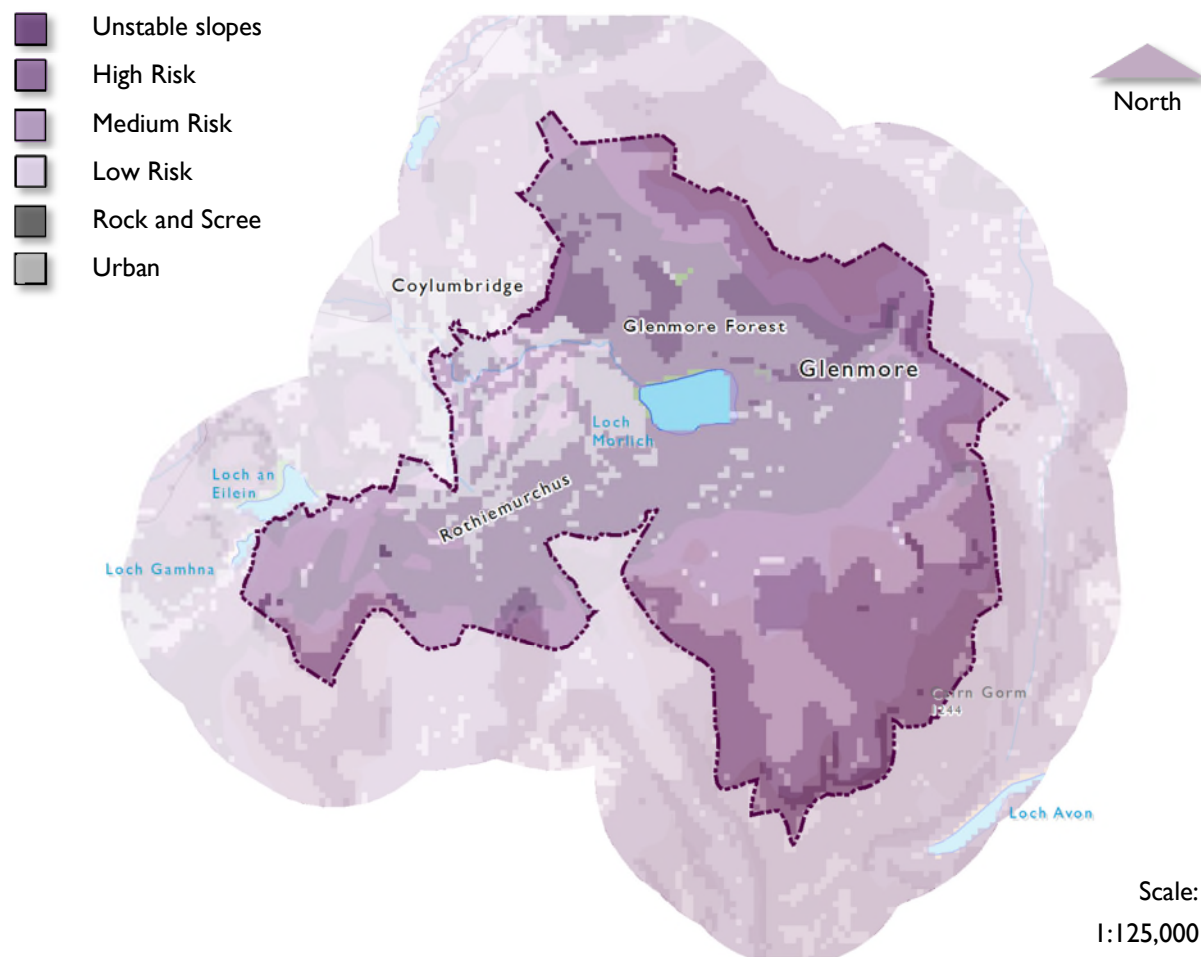 Unstable slopes
High Risk
Medium Risk
Low Risk
Rock and Scree
Urban
North
Coylumbridge
Glenmore Forest
Glenmore
Loch
Morlich
Loch an
Eilein
Rothiemurchus
Loch Gamhna
Cairn Gorm
1244
Loch Avon
Scale:
1:125,000